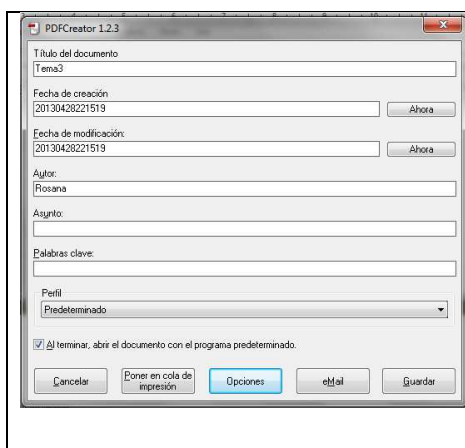 PDFCreator 1.2.3
Título del documento
Tema3
Fecha de creación
20130428221519
Ahora
Fecha de modificación:
20130428221519
Ahora
Autor:
Rosana
Asunto:
Palabras clave:
Perfil
Predeterminado
Al terminar, abrir el documento con el programa predeterminado.
Cancelar
Poner en cola de
impresión
Opciones
eMail
Guardar